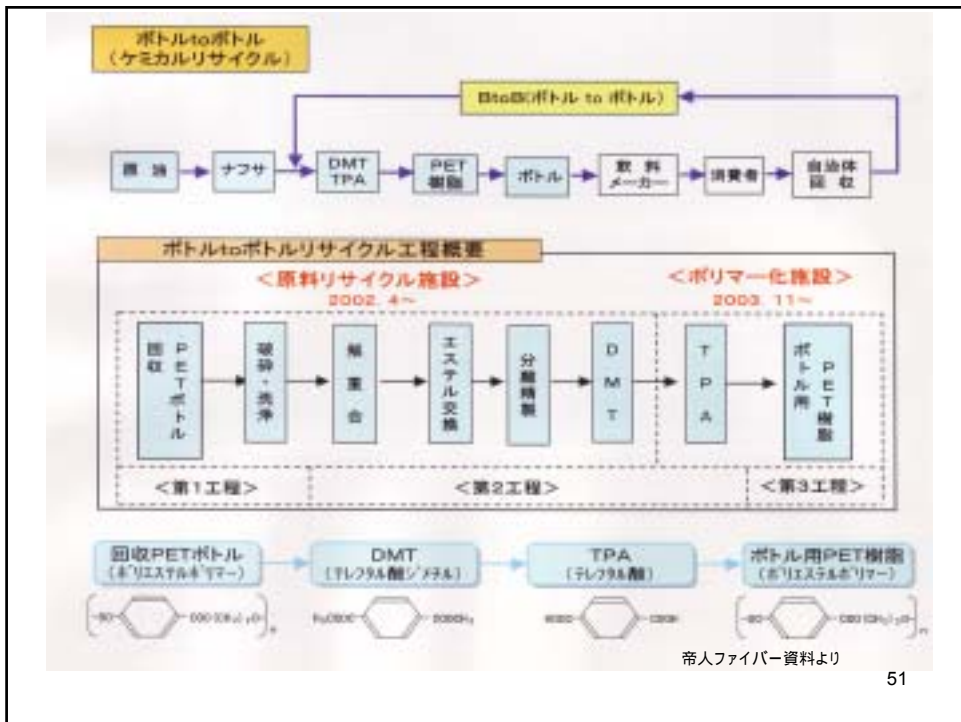 ボトルtoボトル
(ケミカルリサイクル)
BtoB(ボトル to ボトル)
原油
ナフサ
DMT
TPA
PET
樹脂
ボトル
飲料
メーカー
消費者
自治体
回収
ボトルtoボトルリサイクル工程概要
<原料リサイクル施設>
2002. 4~
<ポリマー化施設>
2003. 11~
回収
PETボトル
破砕・洗浄
解重合
エステル交換
分離精製
DMT
TPA
ボトル用
PET樹脂
<第1工程>
<第2工程>
<第3工程>
回収PETボトル
(ポリエステルポリマー)
DMT
(テレフタル酸ジメチル)
TPA
(テレフタル酸)
ボトル用PET樹脂
(ポリエステルポリマー)
帝人ファイバー資料より
51